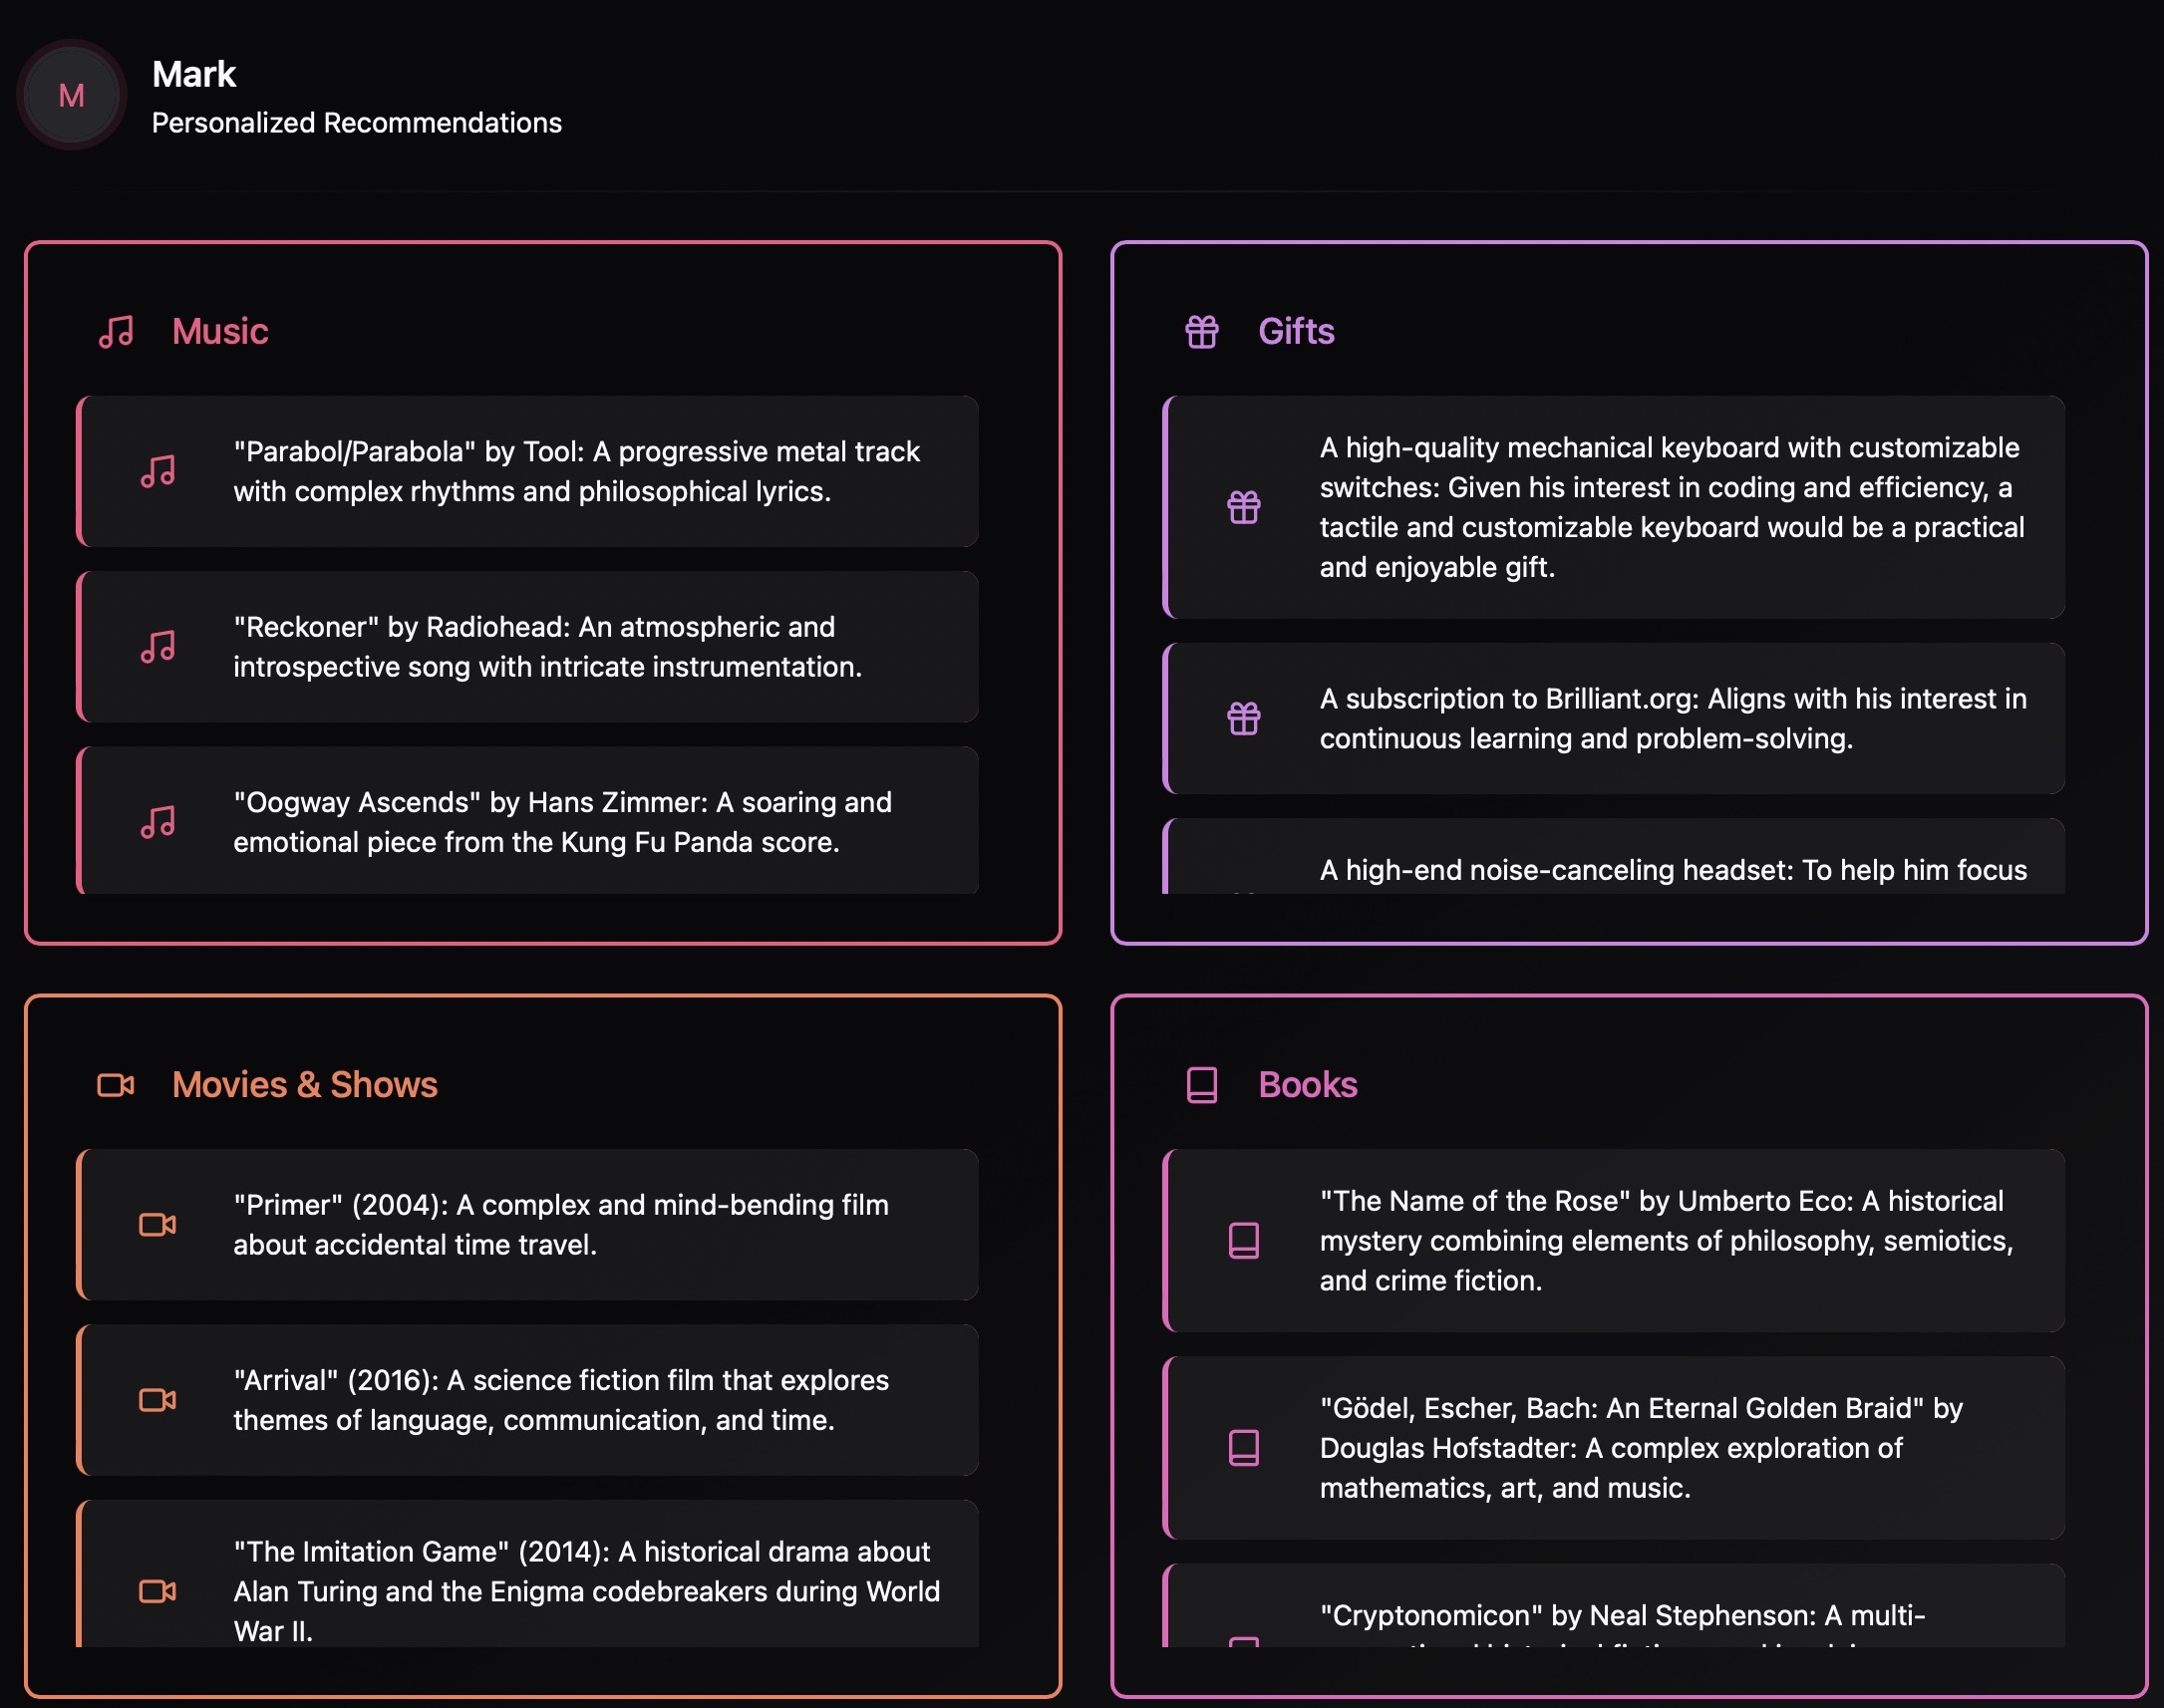 M
Mark
Personalized Recommendations
Music
"Parabol/Parabola" by Tool: A progressive metal track
with complex rhythms and philosophical lyrics.
"Reckoner" by Radiohead: An atmospheric and
introspective song with intricate instrumentation.
"Oogway Ascends" by Hans Zimmer: A soaring and
emotional piece from the Kung Fu Panda score.
Gifts
A high-quality mechanical keyboard with customizable
switches: Given his interest in coding and efficiency, a
tactile and customizable keyboard would be a practical
and enjoyable gift.
A subscription to Brilliant.org: Aligns with his interest in
continuous learning and problem-solving.
A high-end noise-canceling headset: To help him focus
Movies & Shows
"Primer" (2004): A complex and mind-bending film
about accidental time travel.
"Arrival" (2016): A science fiction film that explores
themes of language, communication, and time.
"The Imitation Game" (2014): A historical drama about
Alan Turing and the Enigma codebreakers during World
War II.
Books
"The Name of the Rose" by Umberto Eco: A historical
mystery combining elements of philosophy, semiotics,
and crime fiction.
"Gödel, Escher, Bach: An Eternal Golden Braid" by
Douglas Hofstadter: A complex exploration of
mathematics, art, and music.
"Cryptonomicon" by Neal Stephenson: A multi-